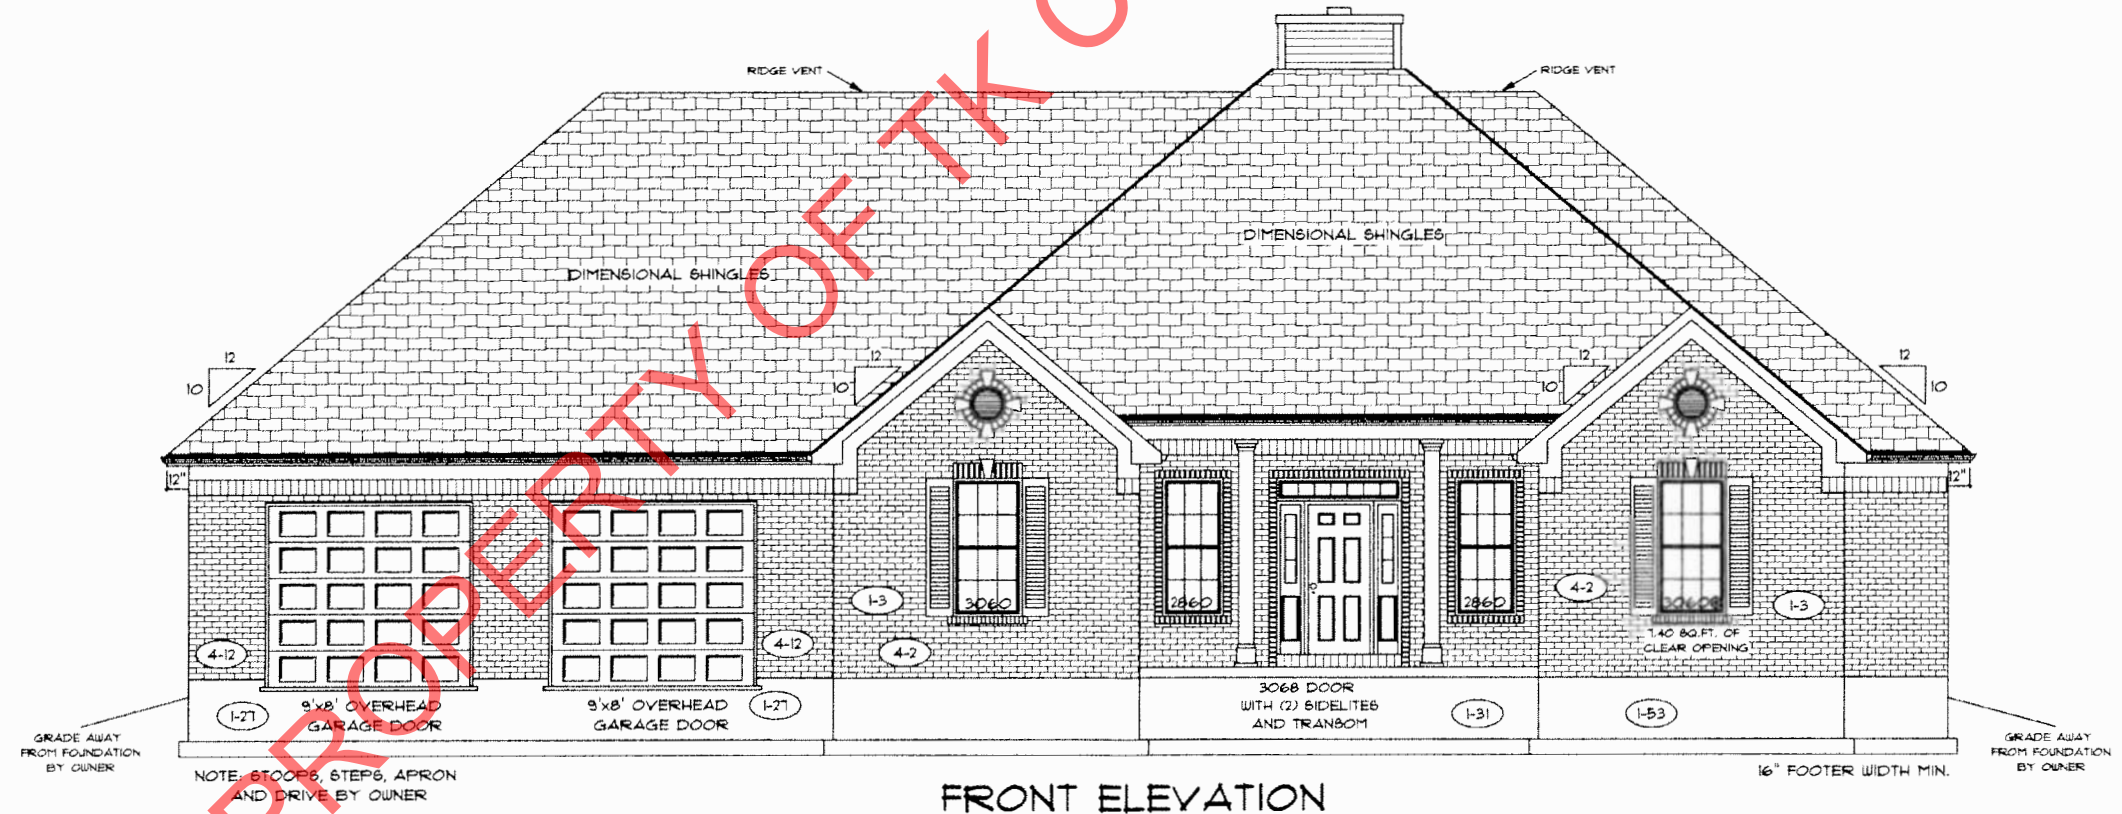 RIDGE VENT
RIDGE VENT
DIMENSIONAL SHINGLES
DIMENSIONAL SHINGLES
12
10
12
10
12
10
12
10
12"
12"
3060
2860
2860
1-3
4-2
4-2
1-3
7.40 SQ.FT. OF
CLEAR OPENING
4-12
4-12
1-27
9'x8' OVERHEAD
GARAGE DOOR
9'x8' OVERHEAD
GARAGE DOOR
1-27
3068 DOOR
WITH (2) SIDELITES
AND TRANSOM
1-31
1-53
GRADE AWAY
FROM FOUNDATION
BY OWNER
GRADE AWAY
FROM FOUNDATION
BY OWNER
NOTE: STOOPS, STEPS, APRON
AND DRIVE BY OWNER
16" FOOTER WIDTH MIN.
FRONT ELEVATION
PROPERTY OF TK